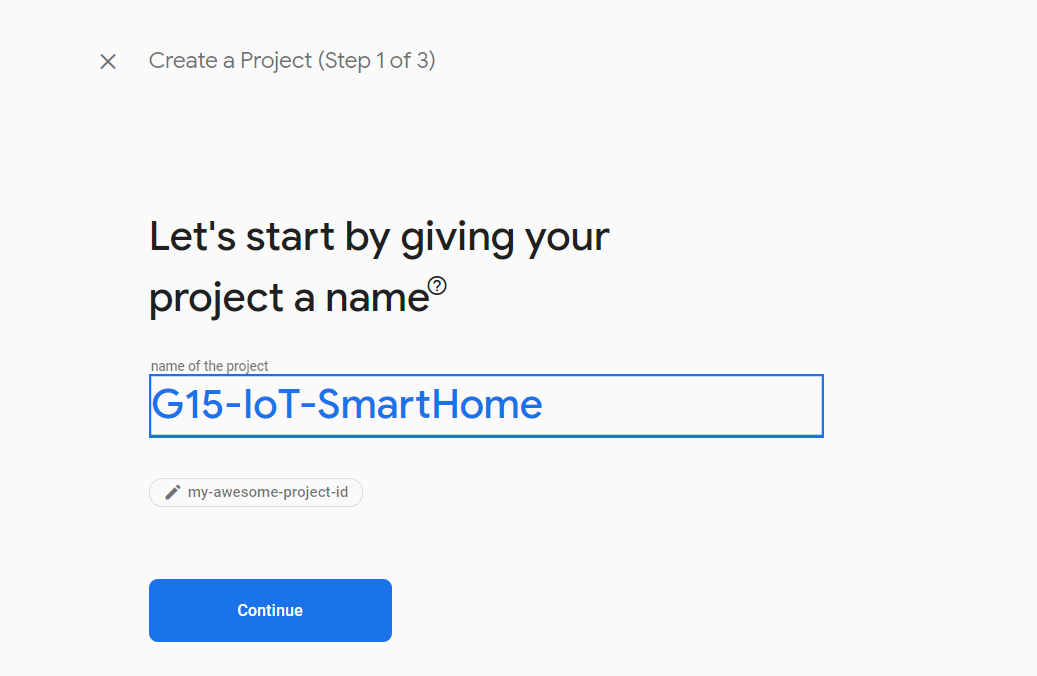 Create a Project (Step 1 of 3)
Let's start by giving your
project a name?
name of the project
G15-IoT-SmartHome
my-awesome-project-id
Continue